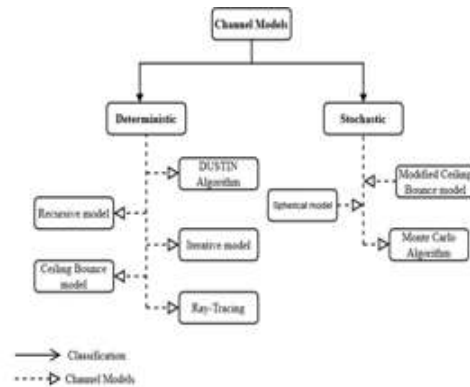 Channel Models
Deterministic
Stochastic
DUSTIN
Algorithm
Modified Ceiling
Bounce model
Recursive model
Spherical model
Iterative model
Monte Carlo
Algorithm
Ceiling Bounce
model
Ray-Tracing
Classification
Channel Models